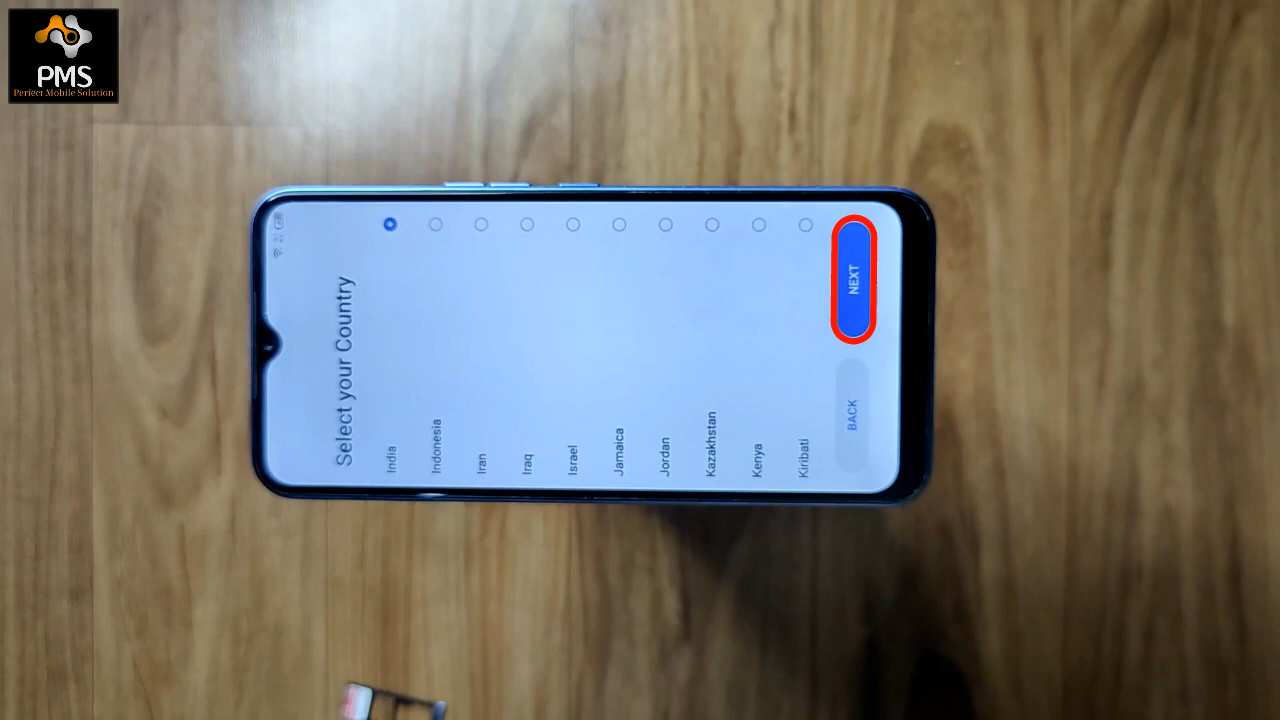 PMS
Perfect Mobile Solution
Select your Country
India
Indonesia
Iran
Iraq
Israel
Jamaica
Jordan
Kazakhstan
Kenya
Kiribati
BACK
NEXT